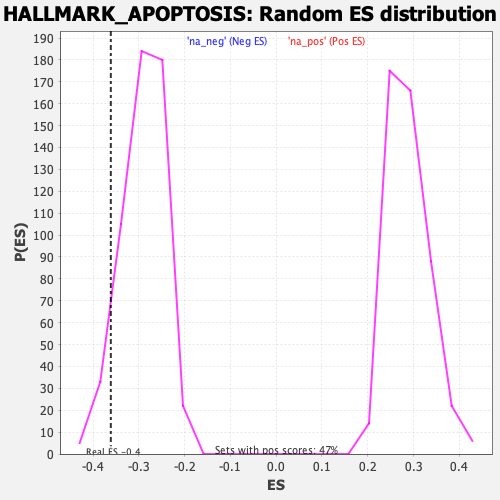 HALLMARK_APOPTOSIS: Random ES distribution
'na_neg' (Neg ES) 'na_pos' (Pos ES)
190
180
170
160
150
140
130
120
110
100
90
80
70
60
50
40
30
20
10
0
P(ES)
Real ES -0.4
Sets with pos scores: 47%
-0.4 -0.3 -0.2 -0.1 0.0 0.1 0.2 0.3 0.4
ES